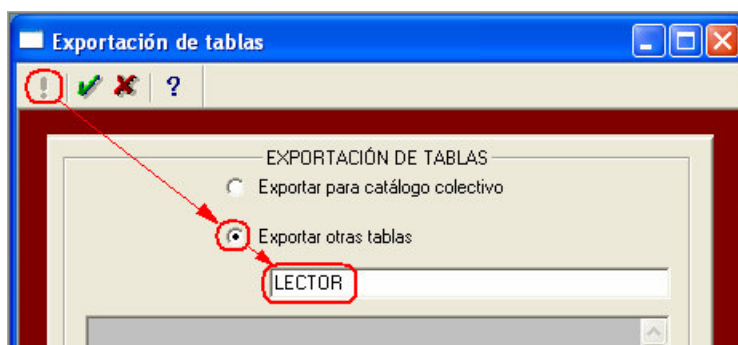 Exportación de tablas
! ?
EXPORTACIÓN DE TABLAS
Exportar para catálogo colectivo
Exportar otras tablas
LECTOR